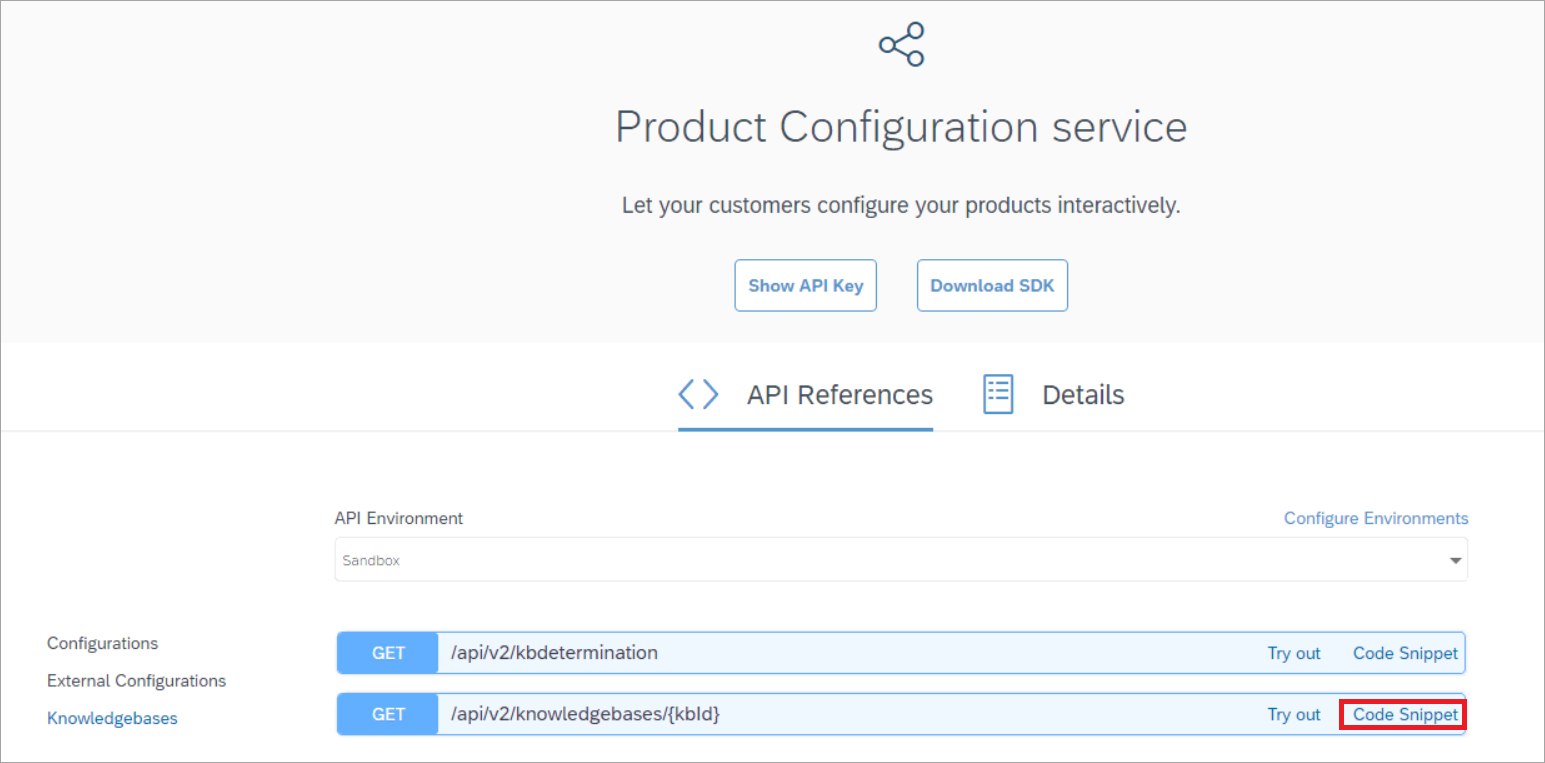 Product Configuration service
Let your customers configure your products interactively.
Show API Key Download SDK
API References Details
API Environment Configure Environments
Sandbox
Configurations
External Configurations
Knowledgebases
GET /api/v2/kbdetermination Try out Code Snippet
GET /api/v2/knowledgebases/{kbId} Try out Code Snippet